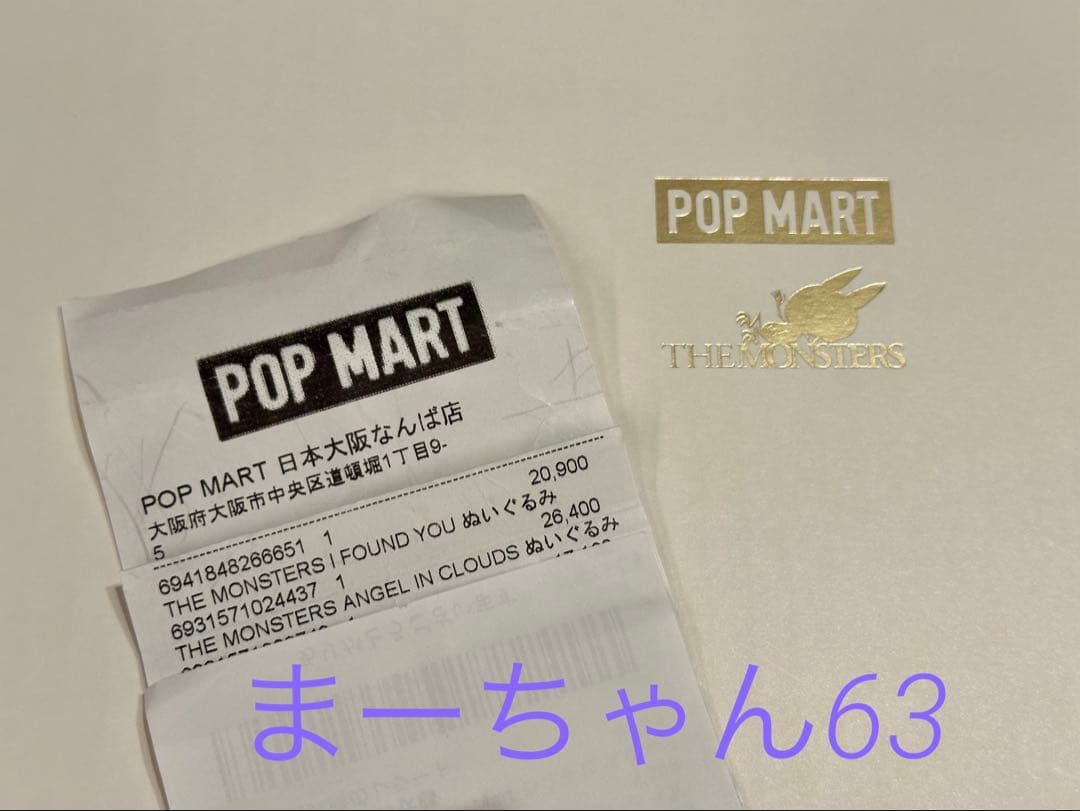 POP MART
THE MONSTERS
POP MART
POP MART 日本大阪なんば店
大阪府大阪市中央区道頓堀1丁目9-
5
6941848266651 1 20,900
THE MONSTERS I FOUND YOU ぬいぐるみ
6931571024437 1 26,400
THE MONSTERS ANGEL IN CLOUDS ぬいぐるみ
まーちゃん63